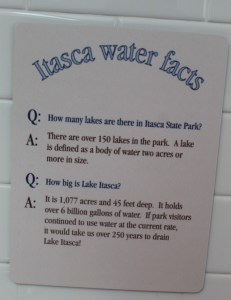 Itasca water facts
Q: How many lakes are there in Itasca State Park?
A: There are over 150 lakes in the park. A lake
is defined as a body of water two acres or
more in size.
Q: How big is Lake Itasca?
A: It is 1,077 acres and 45 feet deep. It holds
over 6 billion gallons of water. If park visitors
continued to use water at the current rate,
it would take us over 250 years to drain
Lake Itasca!